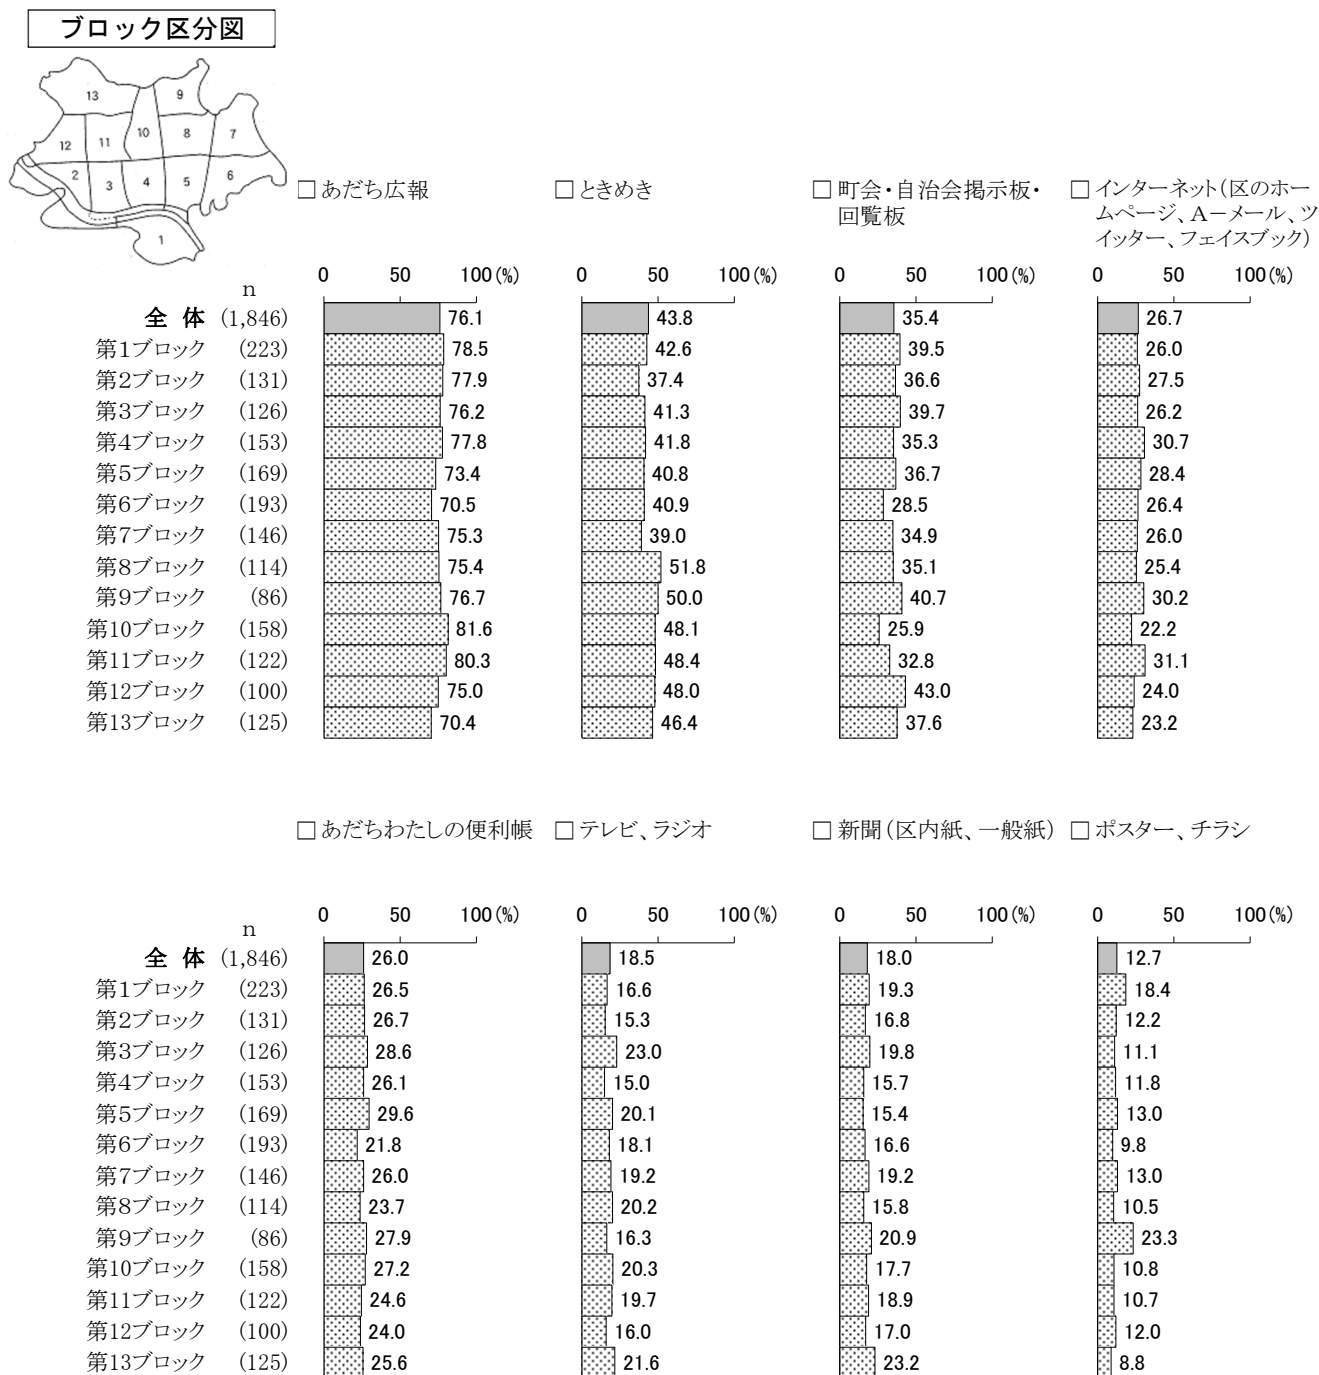 ブロック区分図
13
9
10
8
7
12
11
2
3
4
5
6
1
□あだち広報 □ときめき □町会・自治会掲示板・ □インターネット(区のホー
回覧板 ムページ、A-メール、ツ
イッター、フェイスブック)
0 50 100(%) 0 50 100(%) 0 50 100(%) 0 50 100(%)
n
全 体 (1,846) 76.1 43.8 35.4 26.7
第1ブロック (223) 78.5 42.6 39.5 26.0
第2ブロック (131) 77.9 37.4 36.6 27.5
第3ブロック (126) 76.2 41.3 39.7 26.2
第4ブロック (153) 77.8 41.8 35.3 30.7
第5ブロック (169) 73.4 40.8 36.7 28.4
第6ブロック (193) 70.5 40.9 28.5 26.4
第7ブロック (146) 75.3 39.0 34.9 26.0
第8ブロック (114) 75.4 51.8 35.1 25.4
第9ブロック (86) 76.7 50.0 40.7 30.2
第10ブロック (158) 81.6 48.1 25.9 22.2
第11ブロック (122) 80.3 48.4 32.8 31.1
第12ブロック (100) 75.0 48.0 43.0 24.0
第13ブロック (125) 70.4 46.4 37.6 23.2
□あだちわたしの便利帳 □テレビ、ラジオ □新聞(区内紙、一般紙) □ポスター、チラシ
0 50 100(%) 0 50 100(%) 0 50 100(%) 0 50 100(%)
n
全 体 (1,846) 26.0 18.5 18.0 12.7
第1ブロック (223) 26.5 16.6 19.3 18.4
第2ブロック (131) 26.7 15.3 16.8 12.2
第3ブロック (126) 28.6 23.0 19.8 11.1
第4ブロック (153) 26.1 15.0 15.7 11.8
第5ブロック (169) 29.6 20.1 15.4 13.0
第6ブロック (193) 21.8 18.1 16.6 9.8
第7ブロック (146) 26.0 19.2 19.2 13.0
第8ブロック (114) 23.7 20.2 15.8 10.5
第9ブロック (86) 27.9 16.3 20.9 23.3
第10ブロック (158) 27.2 20.3 17.7 10.8
第11ブロック (122) 24.6 19.7 18.9 10.7
第12ブロック (100) 24.0 16.0 17.0 12.0
第13ブロック (125) 25.6 21.6 23.2 8.8